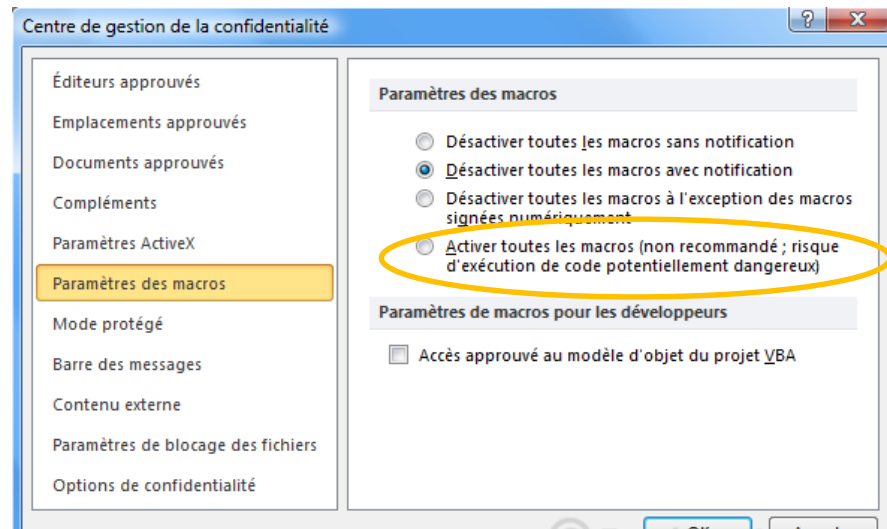 Centre de gestion de la confidentialité
Éditeurs approuvés
Emplacements approuvés
Documents approuvés
Compléments
Paramètres ActiveX
Paramètres des macros
Mode protégé
Barre des messages
Contenu externe
Paramètres de blocage des fichiers
Options de confidentialité
Paramètres des macros
Désactiver toutes les macros sans notification
Désactiver toutes les macros avec notification
Désactiver toutes les macros à l'exception des macros
signées numériquement
Activer toutes les macros (non recommandé ; risque
d'exécution de code potentiellement dangereux)
Paramètres de macros pour les développeurs
Accès approuvé au modèle d'objet du projet VBA